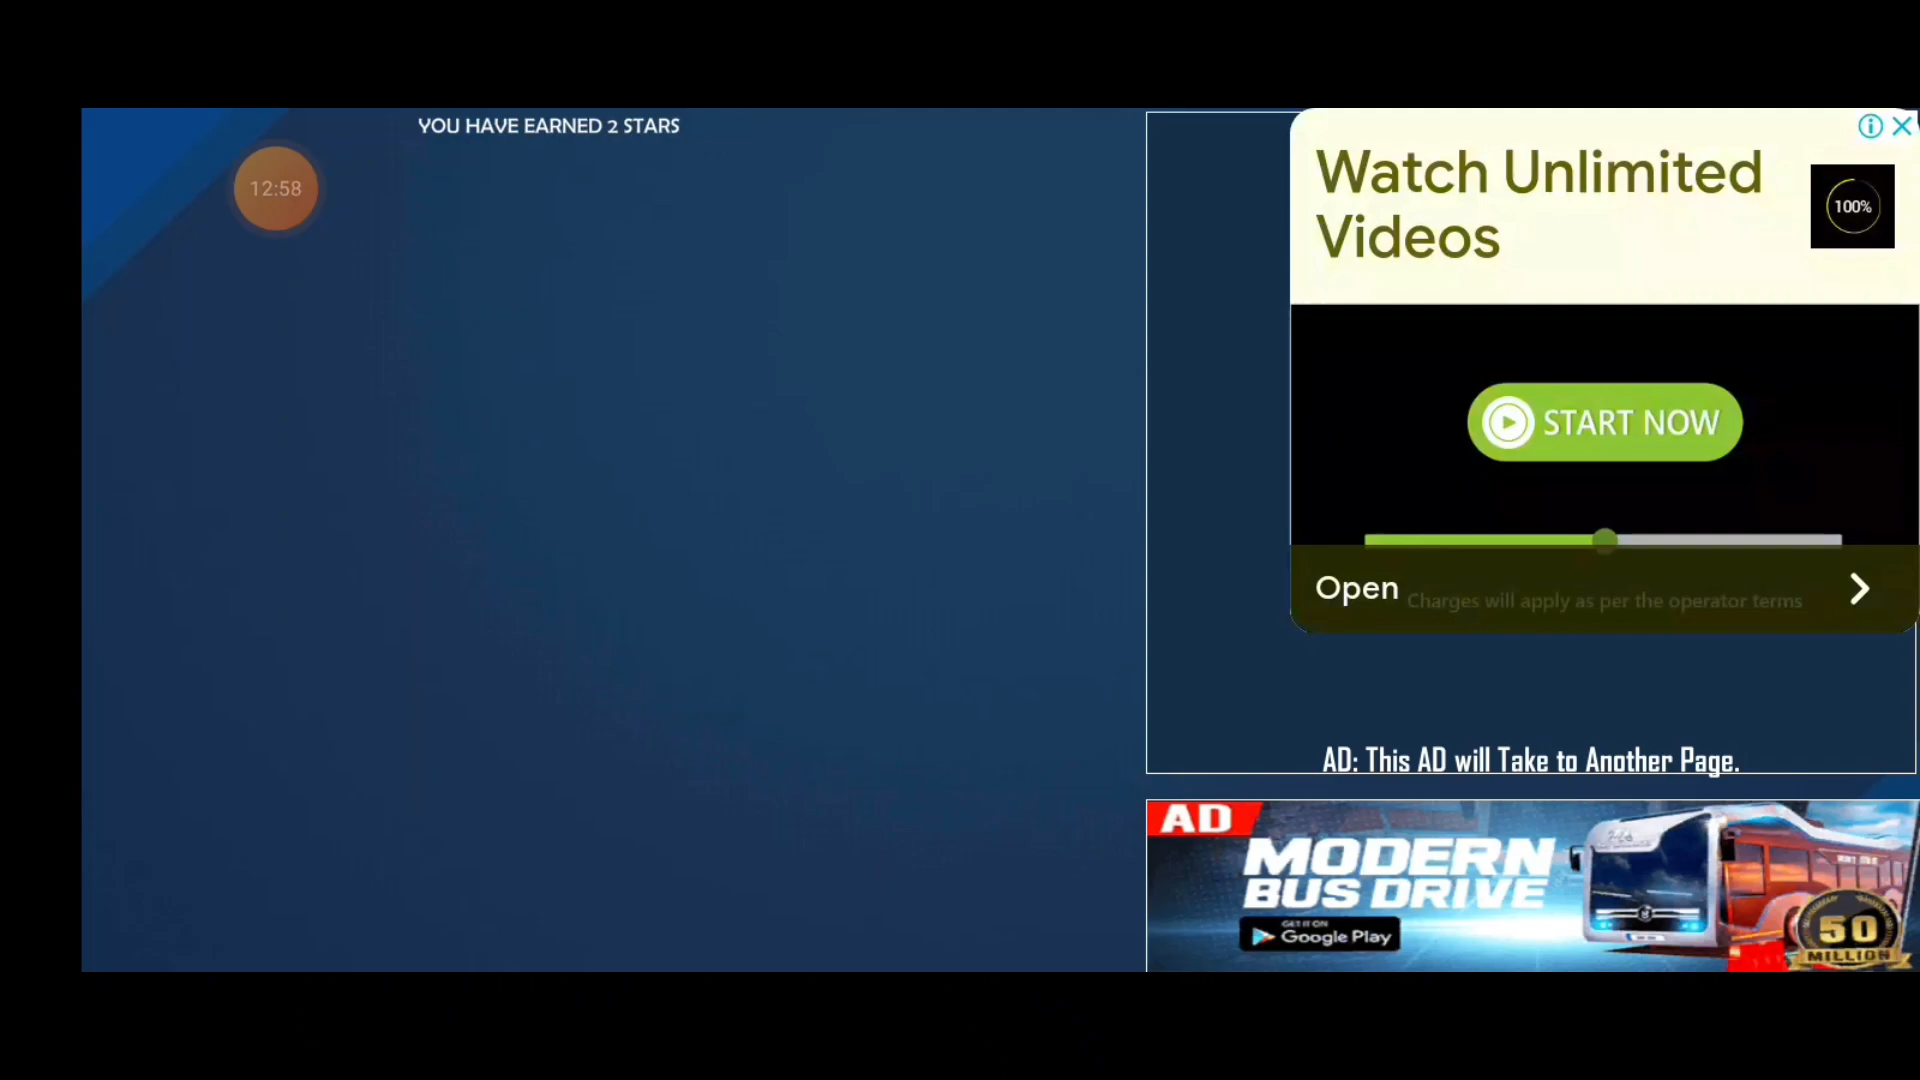 YOU HAVE EARNED 2 STARS
12:58
Watch Unlimited
Videos
100%
START NOW
Open
Charges will apply as per the operator terms
AD: This AD will Take to Another Page.
AD
MODERN
BUS DRIVE
GET IT ON
Google Play
50
MILLION